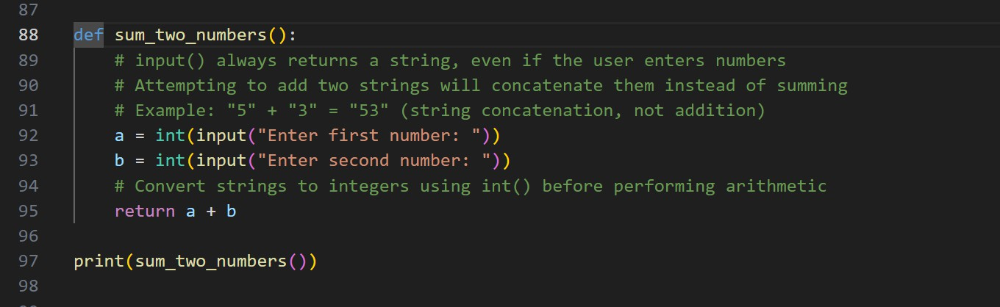 87
88 def sum_two_numbers():
89     # input() always returns a string, even if the user enters numbers
90     # Attempting to add two strings will concatenate them instead of summing
91     # Example: "5" + "3" = "53" (string concatenation, not addition)
92     a = int(input("Enter first number: "))
93     b = int(input("Enter second number: "))
94     # Convert strings to integers using int() before performing arithmetic
95     return a + b
96
97 print(sum_two_numbers())
98